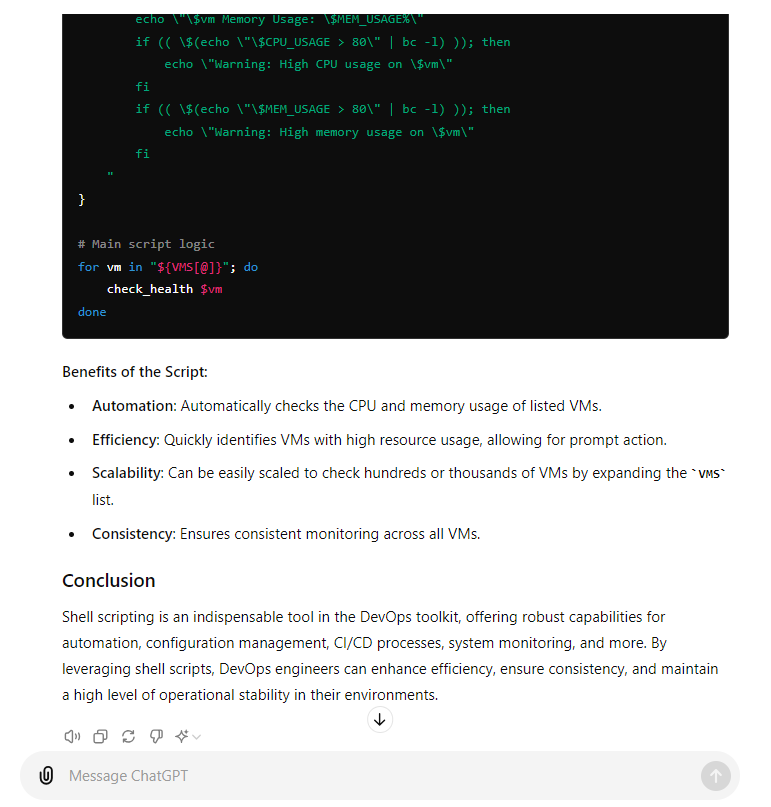 echo \"\$vm Memory Usage: \$MEM_USAGE%\"
if (( \$(echo \"\$CPU_USAGE > 80\" | bc -l) )); then
echo \"Warning: High CPU usage on \$vm\"
fi
if (( \$(echo \"\$MEM_USAGE > 80\" | bc -l) )); then
echo \"Warning: High memory usage on \$vm\"
fi
"
}
# Main script logic
for vm in "${VMS[@]}"; do
check_health $vm
done
Benefits of the Script:
• Automation: Automatically checks the CPU and memory usage of listed VMs.
• Efficiency: Quickly identifies VMs with high resource usage, allowing for prompt action.
• Scalability: Can be easily scaled to check hundreds or thousands of VMs by expanding the `VMS`
list.
• Consistency: Ensures consistent monitoring across all VMs.
Conclusion
Shell scripting is an indispensable tool in the DevOps toolkit, offering robust capabilities for
automation, configuration management, CI/CD processes, system monitoring, and more. By
leveraging shell scripts, DevOps engineers can enhance efficiency, ensure consistency, and maintain
a high level of operational stability in their environments.
Message ChatGPT